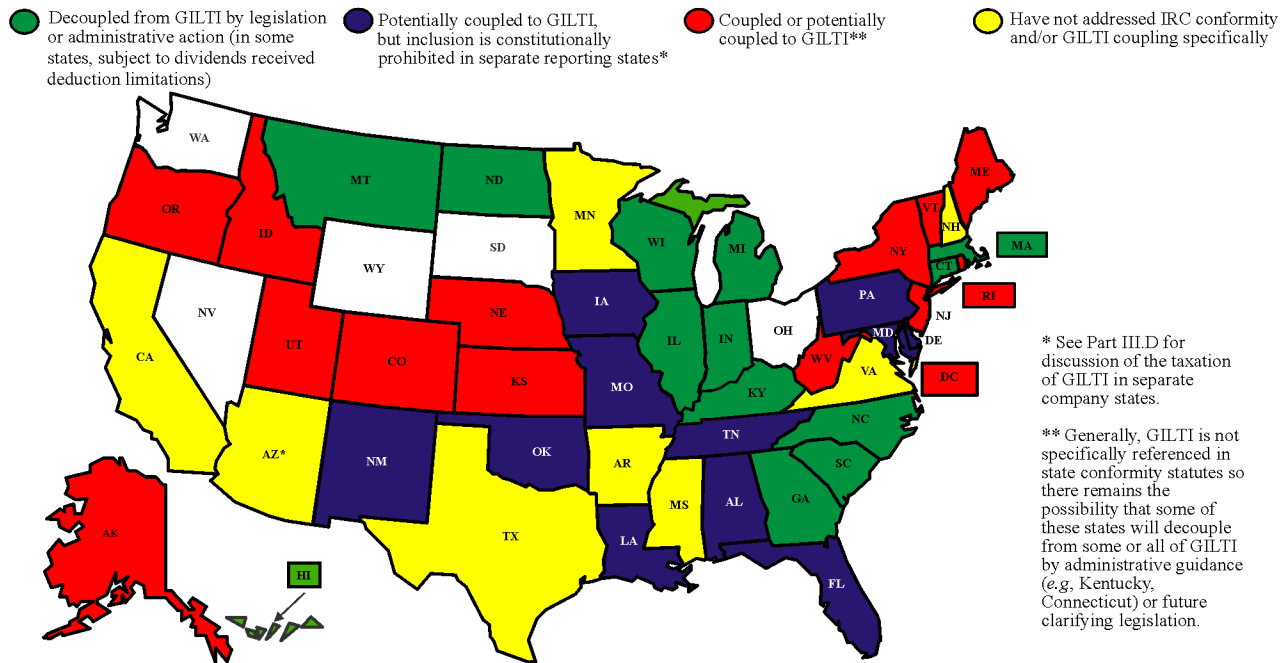 Decoupled from GILTI by legislation
or administrative action (in some
states, subject to dividends received
deduction limitations)
Potentially coupled to GILTI,
but inclusion is constitutionally
prohibited in separate reporting states*
Coupled or potentially
coupled to GILTI**
Have not addressed IRC conformity
and/or GILTI coupling specifically
WA
MT
ND
MN
OR
ID
SD
WY
WI
MI
NY
VT
NH
ME
MA
CT
RI
NV
UT
CO
NE
KS
IA
IL
IN
OH
PA
NJ
MD
DE
DC
CA
MO
KY
WV
VA
AZ*
NM
OK
AR
TN
NC
SC
TX
LA
MS
AL
GA
FL
AK
HI
* See Part III.D for
discussion of the taxation
of GILTI in separate
company states.
** Generally, GILTI is not
specifically referenced in
state conformity statutes so
there remains the
possibility that some of
these states will decouple
from some or all of GILTI
by administrative guidance
(e.g, Kentucky,
Connecticut) or future
clarifying legislation.